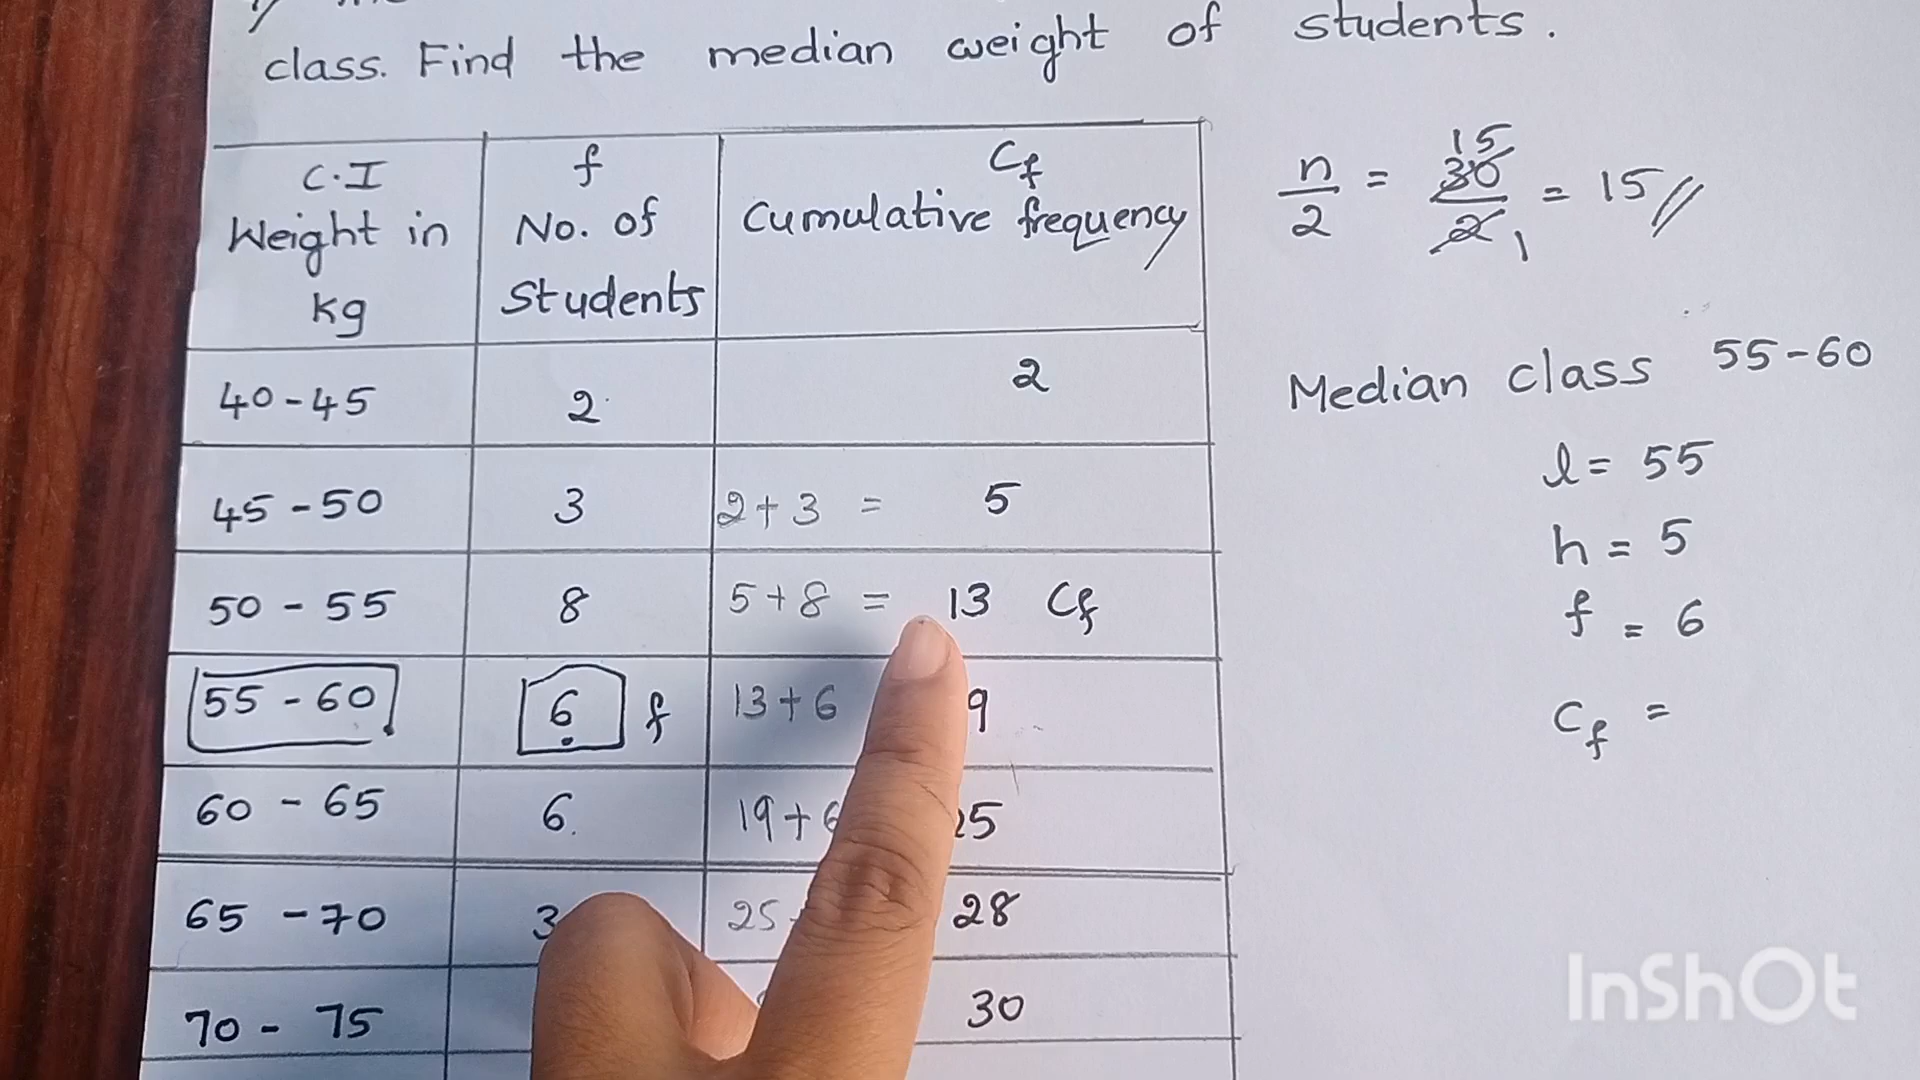 class. Find the median weight of students.
C.I
Weight in
kg
f
No. of
Students
Cf
Cumulative frequency
40-45 2 2
45-50 3 2+3 = 5
50-55 8 5+8 = 13 Cf
55-60 6 f 13+6 9
60-65 6 19+6 25
65-70 3 25 28
70-75 30
n/2 = 30/2 = 15
15
1
Median class 55-60
l = 55
h = 5
f = 6
Cf =
InShOt